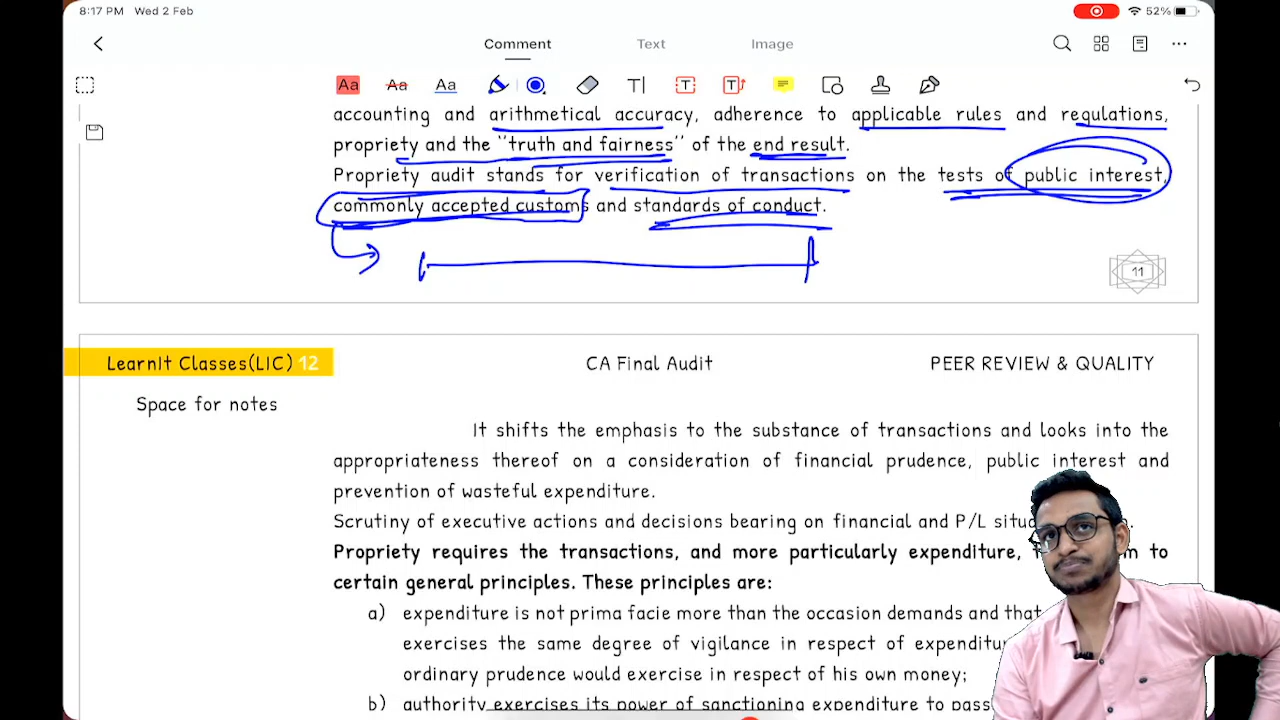 8:17 PM Wed 2 Feb
52%
Comment Text Image
Aa Aa Aa T T T
accounting and arithmetical accuracy, adherence to applicable rules and requlations,
propriety and the "truth and fairness" of the end result.
Propriety audit stands for verification of transactions on the tests of public interest,
commonly accepted customs and standards of conduct.
11
LearnIt Classes(LIC) 12 CA Final Audit PEER REVIEW & QUALITY
Space for notes
It shifts the emphasis to the substance of transactions and looks into the
appropriateness thereof on a consideration of financial prudence, public interest and
prevention of wasteful expenditure.
Scrutiny of executive actions and decisions bearing on financial and P/L
Propriety requires the transactions, and more particularly expenditure, to
certain general principles. These principles are:
a) expenditure is not prima facie more than the occasion demands and that
exercises the same degree of vigilance in respect of
ordinary prudence would exercise in respect of his own money;
b) authority exercises its power of sanctioning expenditure to pass